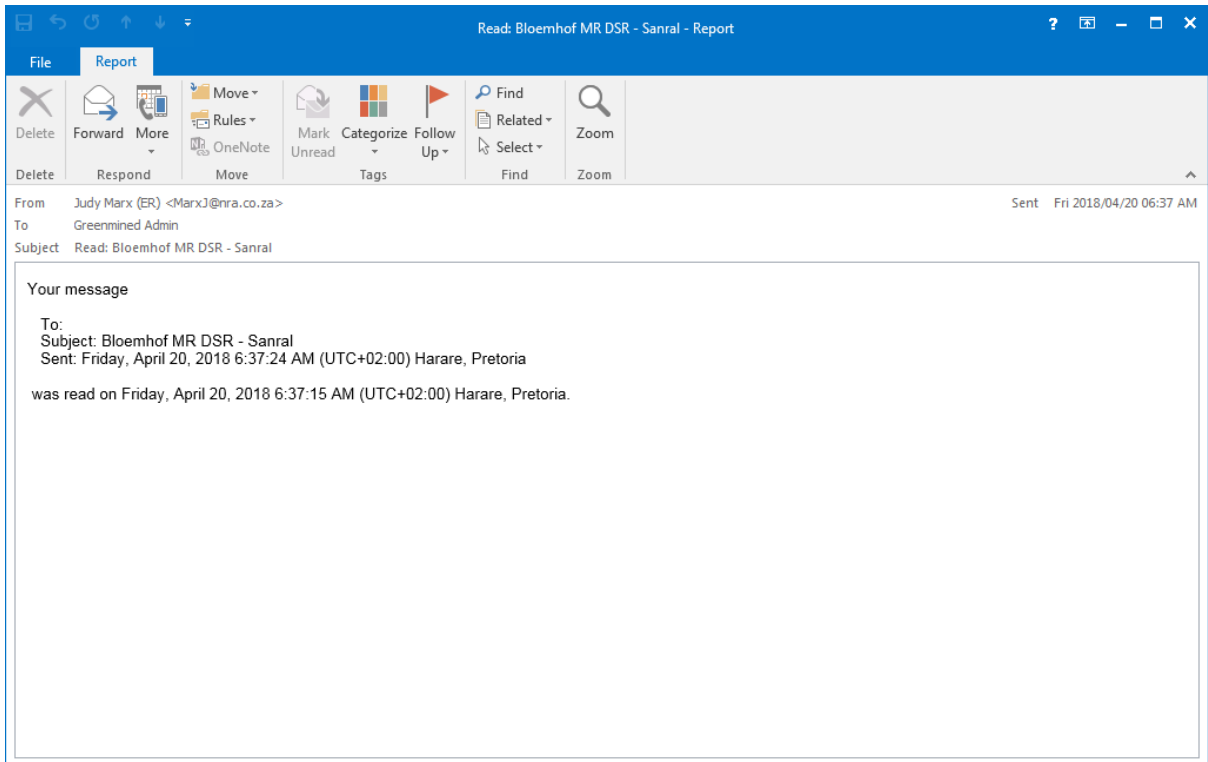 Read: Bloemhof MR DSR - Sanral - Report
?
File Report
Delete Forward More Move Rules OneNote Mark Unread Categorize Follow Up Find Related Select Zoom
Delete Respond Move Tags Find Zoom
From Judy Marx (ER) <MarxJ@nra.co.za> Sent Fri 2018/04/20 06:37 AM
To Greenmined Admin
Subject Read: Bloemhof MR DSR - Sanral
Your message
To:
Subject: Bloemhof MR DSR - Sanral
Sent: Friday, April 20, 2018 6:37:24 AM (UTC+02:00) Harare, Pretoria
was read on Friday, April 20, 2018 6:37:15 AM (UTC+02:00) Harare, Pretoria.